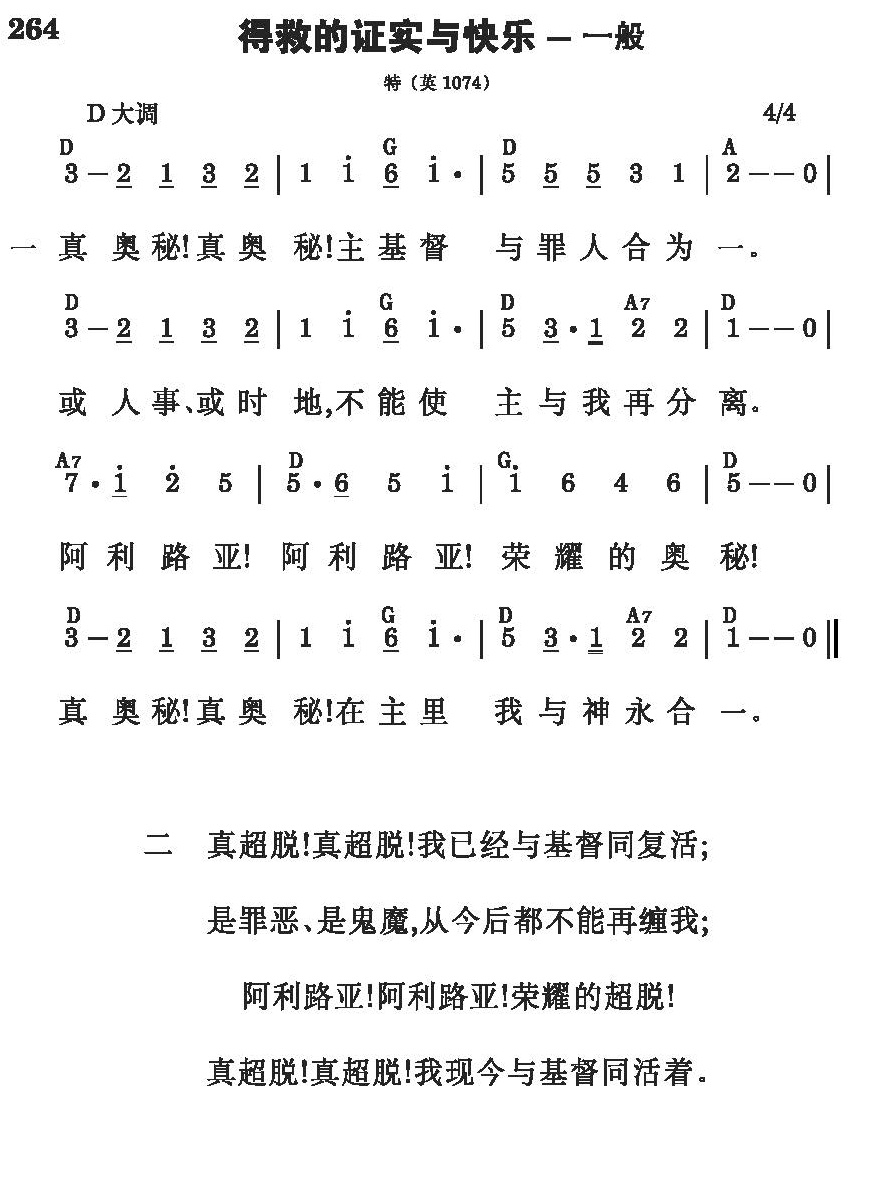 264
得救的证实与快乐 – 一般
特（英 1074）
D 大调 4/4
D G D A
3 – 2 1 3 2 | 1 i 6 i · | 5 5 5 3 1 | 2 – – 0 |
一 真 奥 秘! 真 奥 秘! 主 基 督 与 罪 人 合 为 一 。
D G D A7 D
3 – 2 1 3 2 | 1 i 6 i · | 5 3 · 1 2 2 | 1 – – 0 |
或 人 事、或 时 地, 不 能 使 主 与 我 再 分 离 。
A7 D G D
7 · i 2̇ 5 | 5 · 6 5 i | i 6 4 6 | 5 – – 0 |
阿 利 路 亚! 阿 利 路 亚! 荣 耀 的 奥 秘!
D G D A7 D
3 – 2 1 3 2 | 1 i 6 i · | 5 3 · 1 2 2 | 1 – – 0 ‖
真 奥 秘! 真 奥 秘! 在 主 里 我 与 神 永 合 一 。
二 真超脱!真超脱!我已经与基督同复活;
是罪恶、是鬼魔,从今后都不能再缠我;
阿利路亚!阿利路亚!荣耀的超脱!
真超脱!真超脱!我现今与基督同活着。